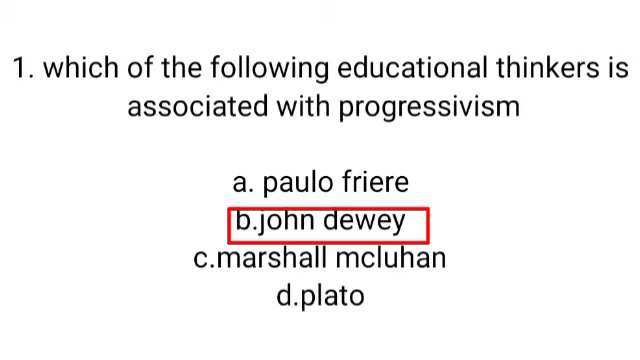 1. which of the following educational thinkers is
associated with progressivism
a. paulo friere
b.john dewey
c.marshall mcluhan
d.plato